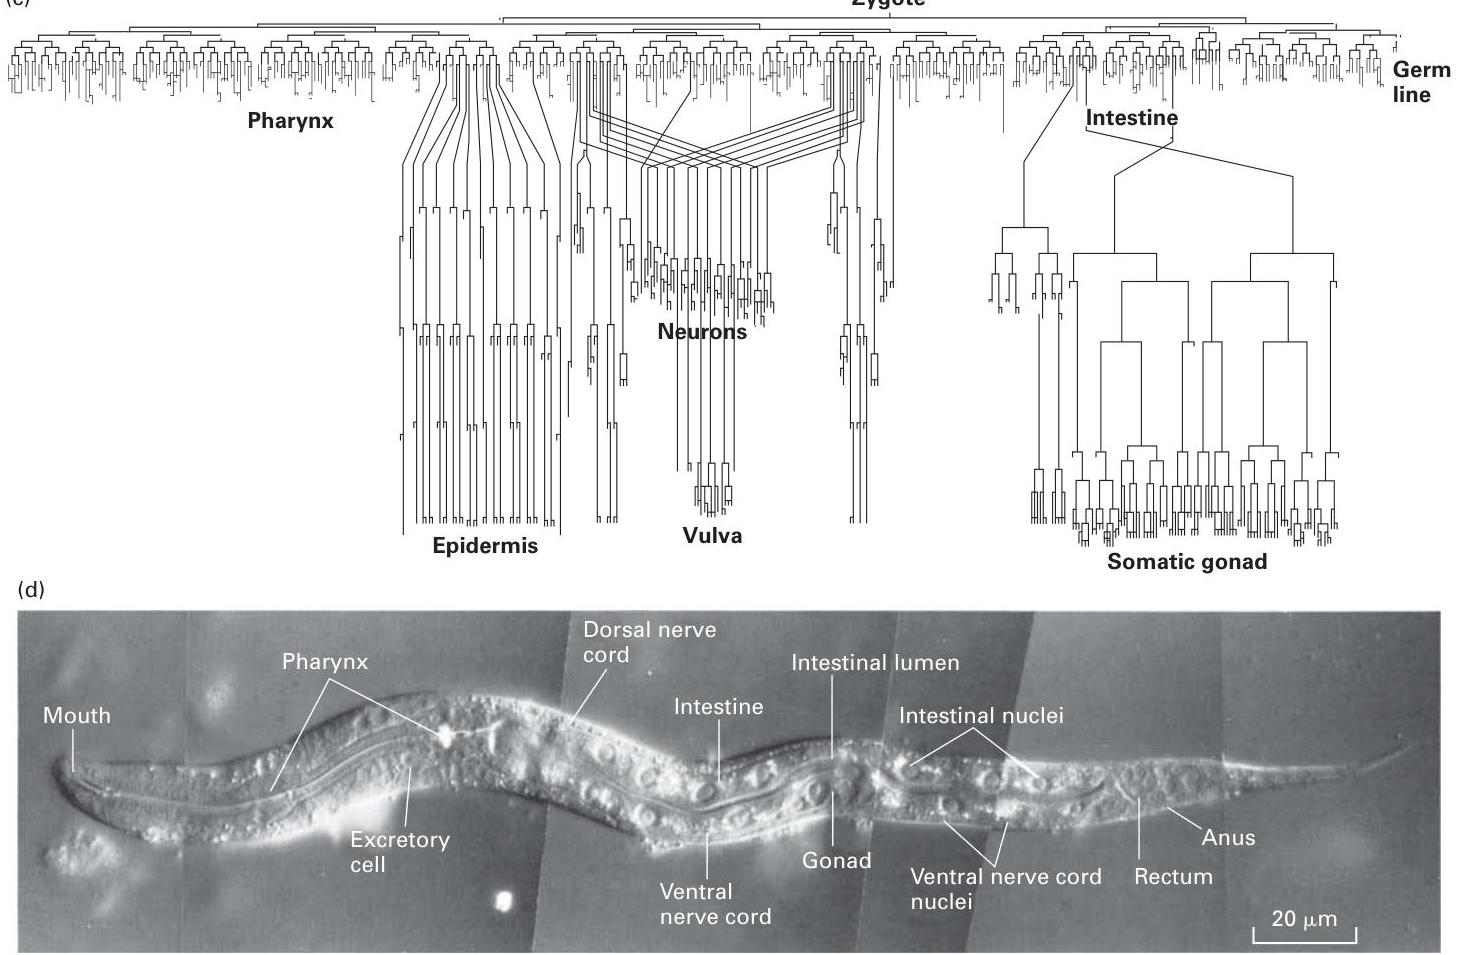 (c)
Zygote
Germ
line
Pharynx
Intestine
Neurons
Vulva
Epidermis
Somatic gonad
(d)
Dorsal nerve
cord
Pharynx
Intestinal lumen
Mouth
Intestine
Intestinal nuclei
Excretory
cell
Anus
Gonad
Ventral nerve cord
nuclei
Rectum
Ventral
nerve cord
20 µm